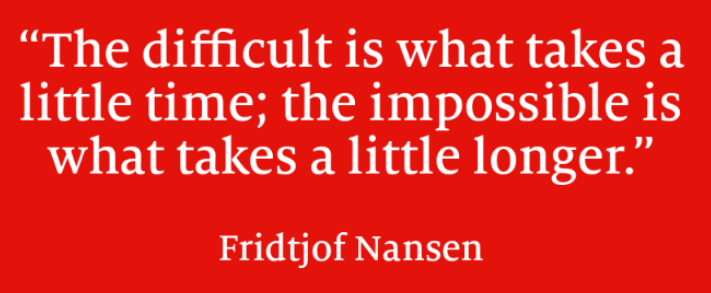 “The difficult is what takes a
little time; the impossible is
what takes a little longer.”
Fridtjof Nansen